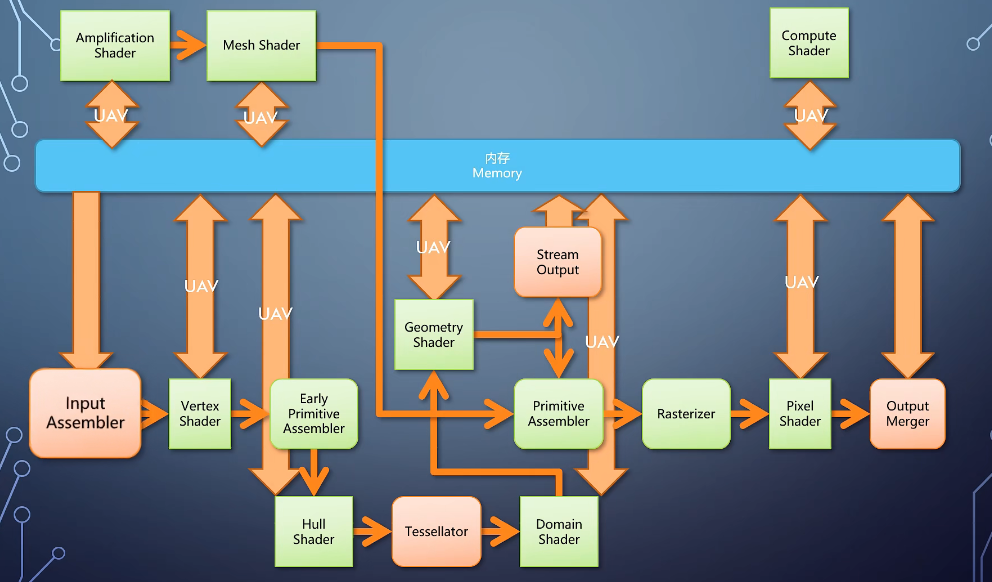 Amplification
Shader
Mesh Shader
Compute
Shader
UAV
UAV
UAV
内存
Memory
UAV
UAV
UAV
UAV
UAV
Stream
Output
Geometry
Shader
Input
Assembler
Vertex
Shader
Early
Primitive
Assembler
Primitive
Assembler
Rasterizer
Pixel
Shader
Output
Merger
Hull
Shader
Tessellator
Domain
Shader